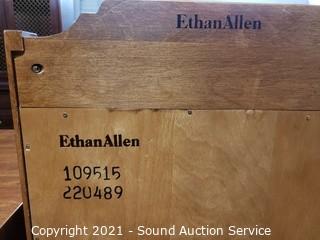 EthanAllen
EthanAllen
109515
220489
Copyright 2021 - Sound Auction Service